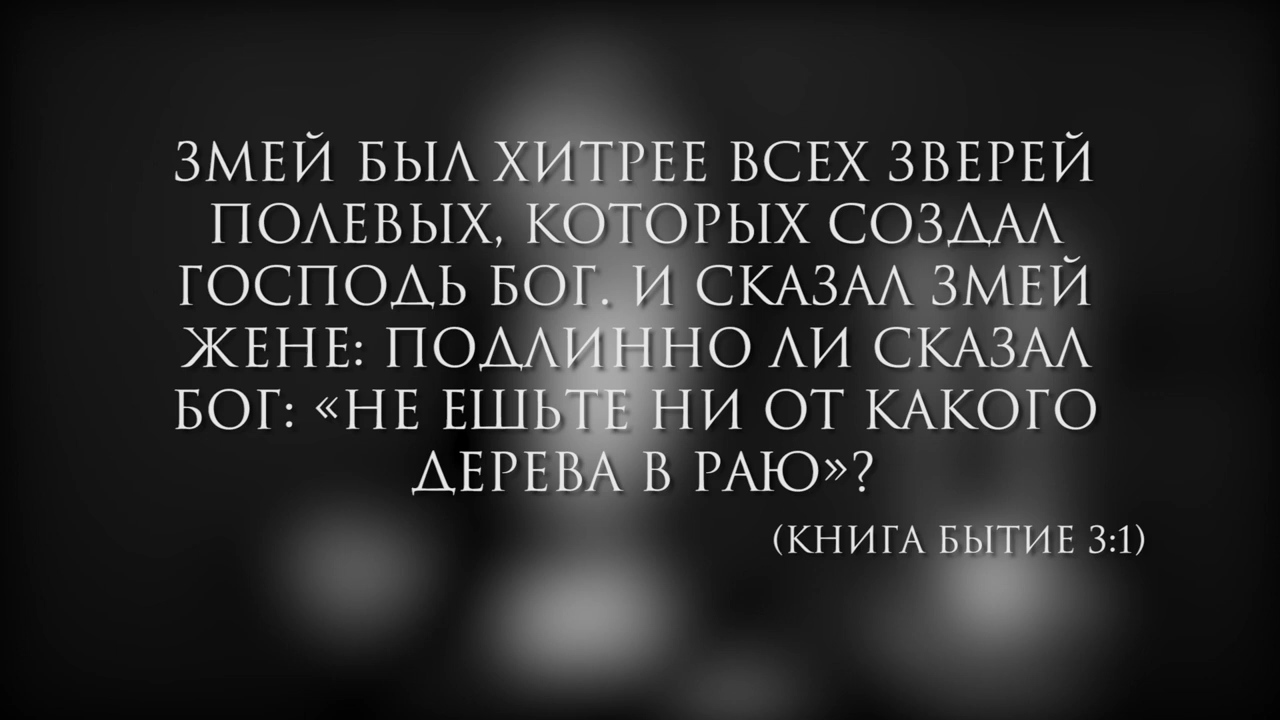 ЗМЕЙ БЫЛ ХИТРЕЕ ВСЕХ ЗВЕРЕЙ
ПОЛЕВЫХ, КОТОРЫХ СОЗДАЛ
ГОСПОДЬ БОГ. И СКАЗАЛ ЗМЕЙ
ЖЕНЕ: ПОДЛИННО ЛИ СКАЗАЛ
БОГ: «НЕ ЕШЬТЕ НИ ОТ КАКОГО
ДЕРЕВА В РАЮ»?
(КНИГА БЫТИЕ 3:1)